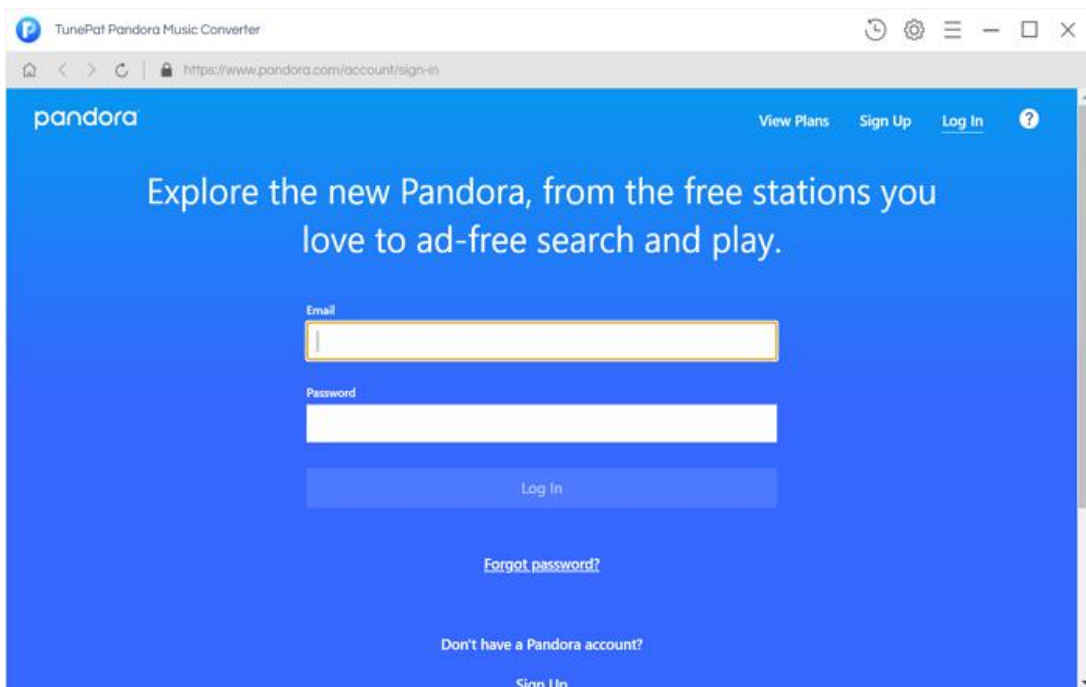 TunePat Pandora Music Converter
https://www.pandora.com/account/sign-in
pandora
View Plans Sign Up Log In ?
Explore the new Pandora, from the free stations you
love to ad-free search and play.
Email
Password
Log In
Forgot password?
Don't have a Pandora account?
Sign Up